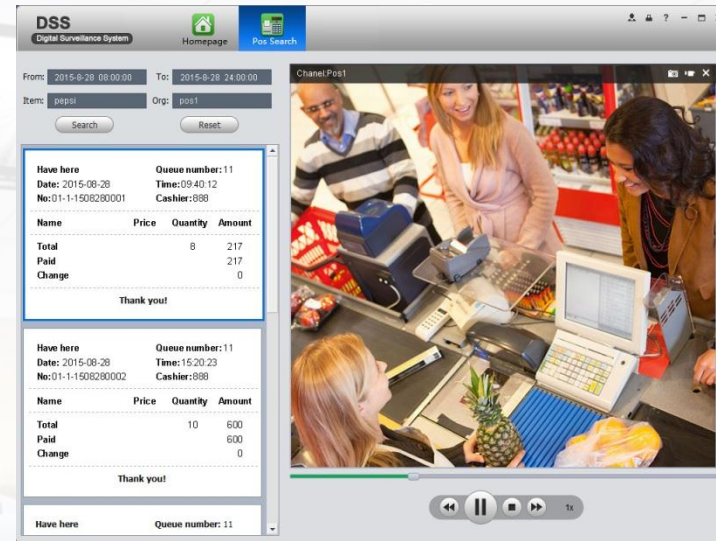 DSS
Digital Surveillance System
Homepage
Pos Search
?
From: 2015-8-28 08:00:00 To: 2015-8-28 24:00:00
Item: pepsi Org: pos1
Search Reset
Have here Queue number:11
Date: 2015-08-28 Time:09:40:12
No:01-1-1508280001 Cashier:888
Name Price Quantity Amount
Total 8 217
Paid 217
Change 0
Thank you!
Have here Queue number:11
Date: 2015-08-28 Time:15:20:23
No:01-1-1508280002 Cashier:888
Name Price Quantity Amount
Total 10 600
Paid 600
Change 0
Thank you!
Have here Queue number: 11
Chanel:Pos1
1x